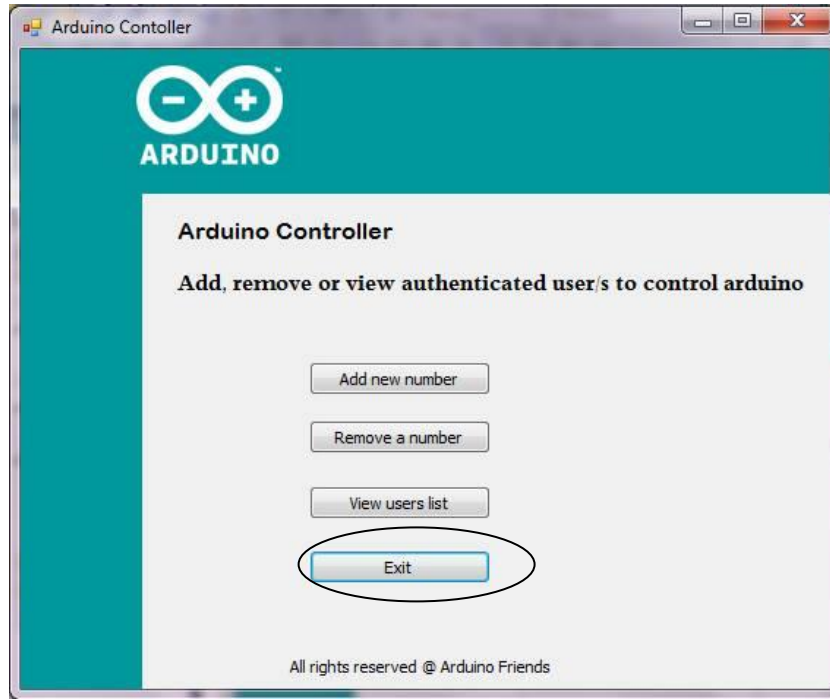 Arduino Contoller
ARDUINO
Arduino Controller
Add, remove or view authenticated user/s to control arduino
Add new number
Remove a number
View users list
Exit
All rights reserved @ Arduino Friends